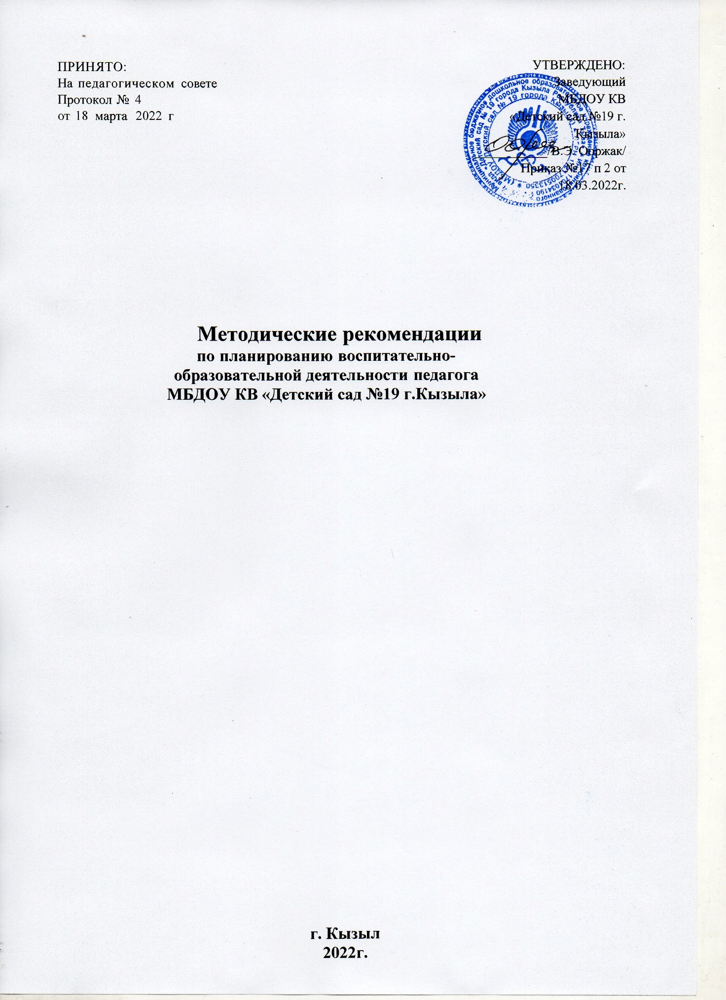 ПРИНЯТО:
На педагогическом совете
Протокол № 4
от 18 марта 2022 г
УТВЕРЖДЕНО:
Заведующий
МБДОУ КВ
«Детский сад №19 г.
Кызыла»
/В.Э. Ооржак/
Приказ №17 п 2 от
18.03.2022г.
Методические рекомендации
по планированию воспитательно-
образовательной деятельности педагога
МБДОУ КВ «Детский сад №19 г.Кызыла»
г. Кызыл
2022г.